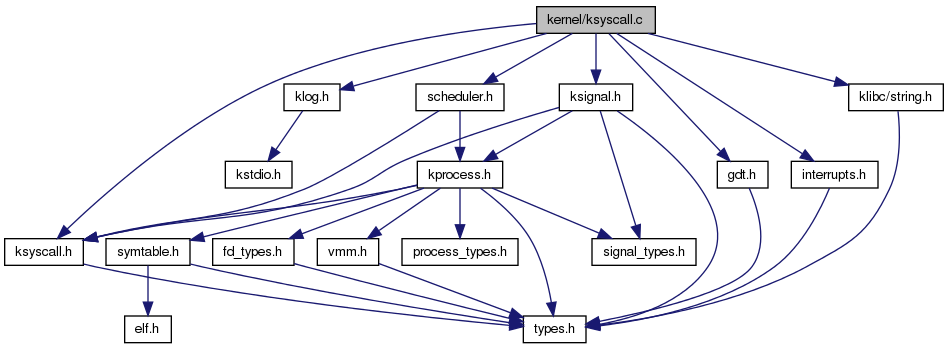 kernel/ksyscall.c
klog.h
scheduler.h
ksignal.h
klibc/string.h
kstdio.h
kprocess.h
gdt.h
interrupts.h
ksyscall.h
symtable.h
fd_types.h
vmm.h
process_types.h
signal_types.h
elf.h
types.h